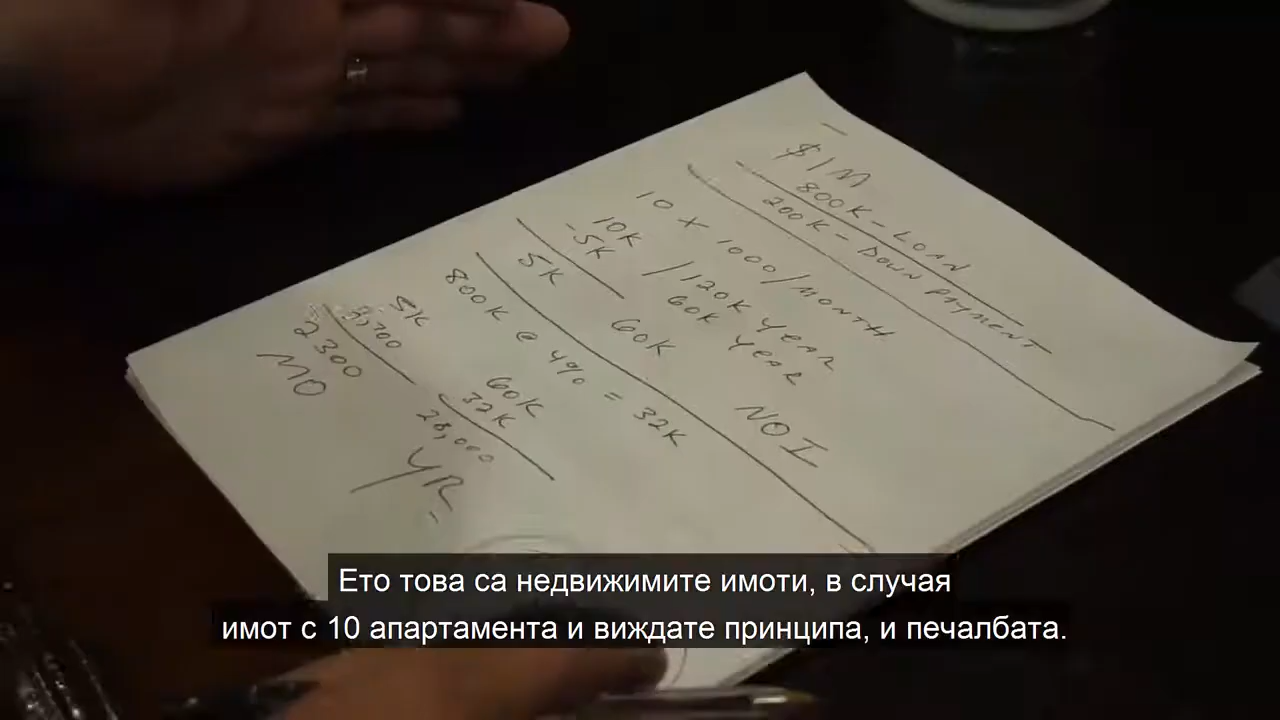 $1M
800K - LOAN
200K - DOWN PAYMENT
10 X 1000/MONTH
10K /120K YEAR
-5K 60K YEAR
5K 60K NOI
800K @ 4% = 32K
5K 60K
2,700 32K
2300 28,000
MO YR
Ето това са недвижимите имоти, в случая
имот с 10 апартамента и виждате принципа, и печалбата.